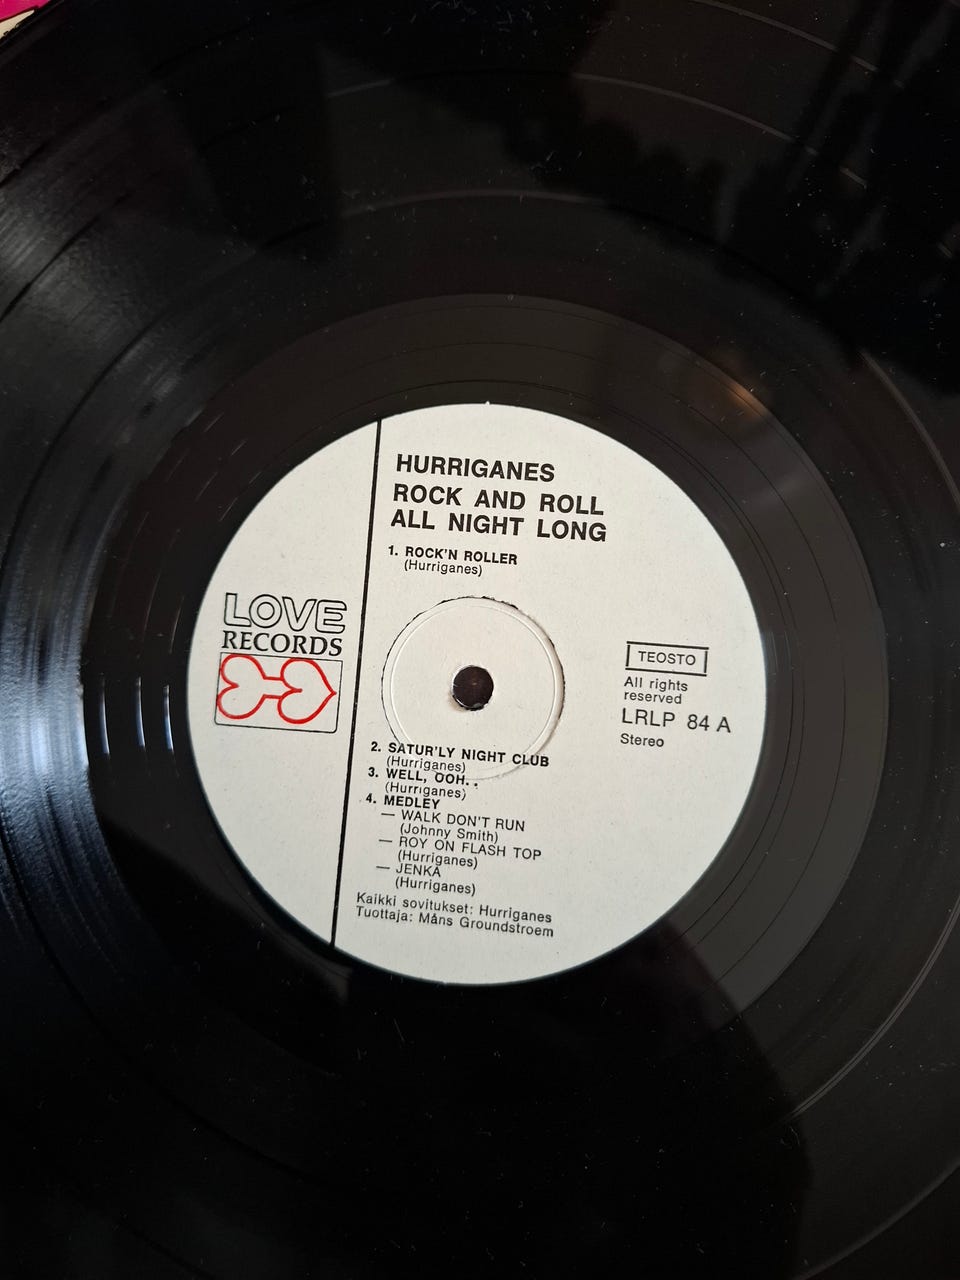 HURRIGANES
ROCK AND ROLL
ALL NIGHT LONG
1. ROCK'N ROLLER
(Hurriganes)
LOVE
RECORDS
TEOSTO
All rights
reserved
LRLP 84 A
Stereo
2. SATUR'LY NIGHT CLUB
(Hurriganes)
3. WELL, OOH. .
(Hurriganes)
4. MEDLEY
— WALK DON'T RUN
(Johnny Smith)
— ROY ON FLASH TOP
(Hurriganes)
— JENKA
(Hurriganes)
Kaikki sovitukset: Hurriganes
Tuottaja: Måns Groundstroem